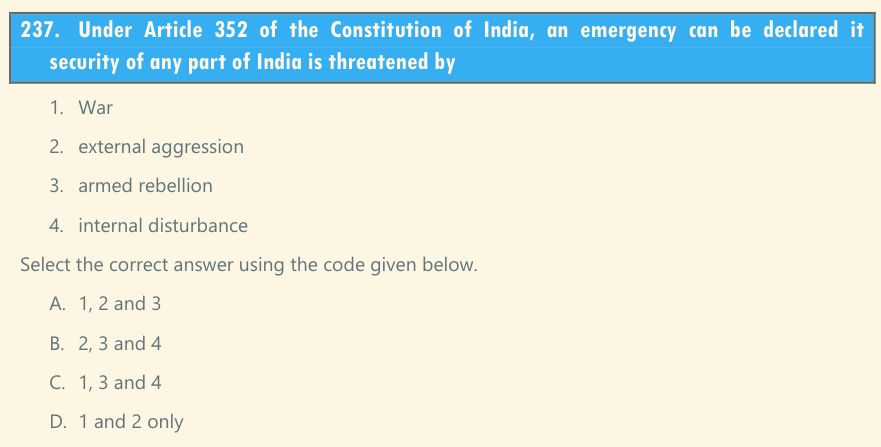 237. Under Article 352 of the Constitution of India, an emergency can be declared it
security of any part of India is threatened by
1. War
2. external aggression
3. armed rebellion
4. internal disturbance
Select the correct answer using the code given below.
A. 1, 2 and 3
B. 2, 3 and 4
C. 1, 3 and 4
D. 1 and 2 only